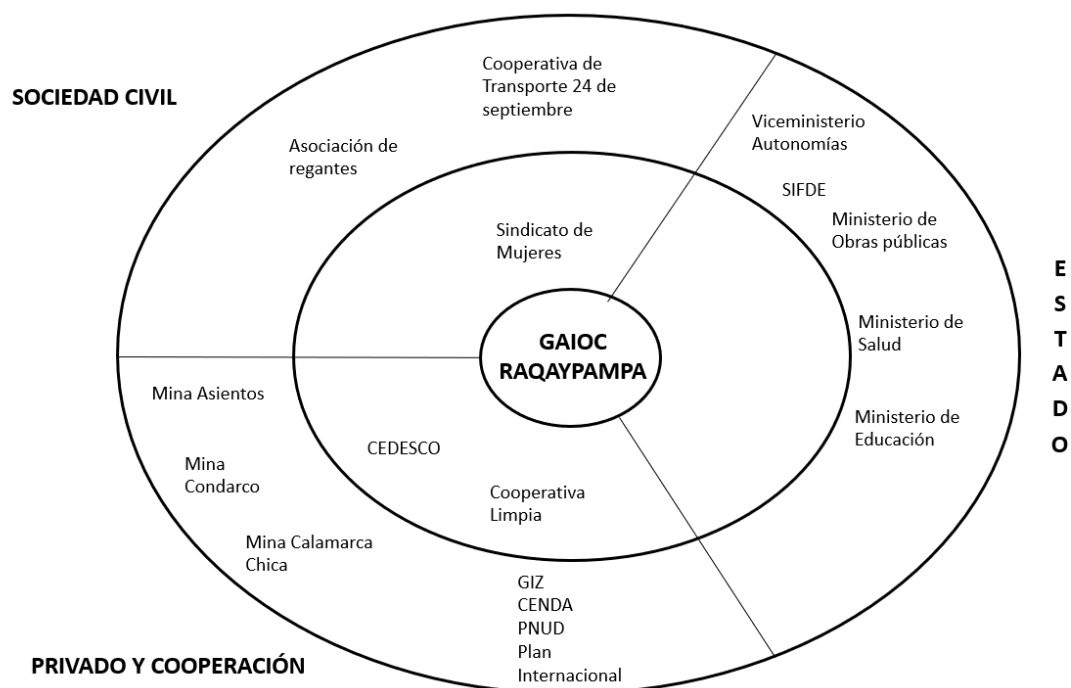 SOCIEDAD CIVIL
Cooperativa de
Transporte 24 de
septiembre
Asociación de
regantes
Sindicato de
Mujeres
Viceministerio
Autonomías
SIFDE
Ministerio de
Obras públicas
Ministerio de
Salud
Ministerio de
Educación
E
S
T
A
D
O
GAIOC
RAQAYPAMPA
Mina Asientos
Mina
Condarco
Mina Calamarca
Chica
CEDESCO
Cooperativa
Limpia
GIZ
CENDA
PNUD
Plan
Internacional
PRIVADO Y COOPERACIÓN